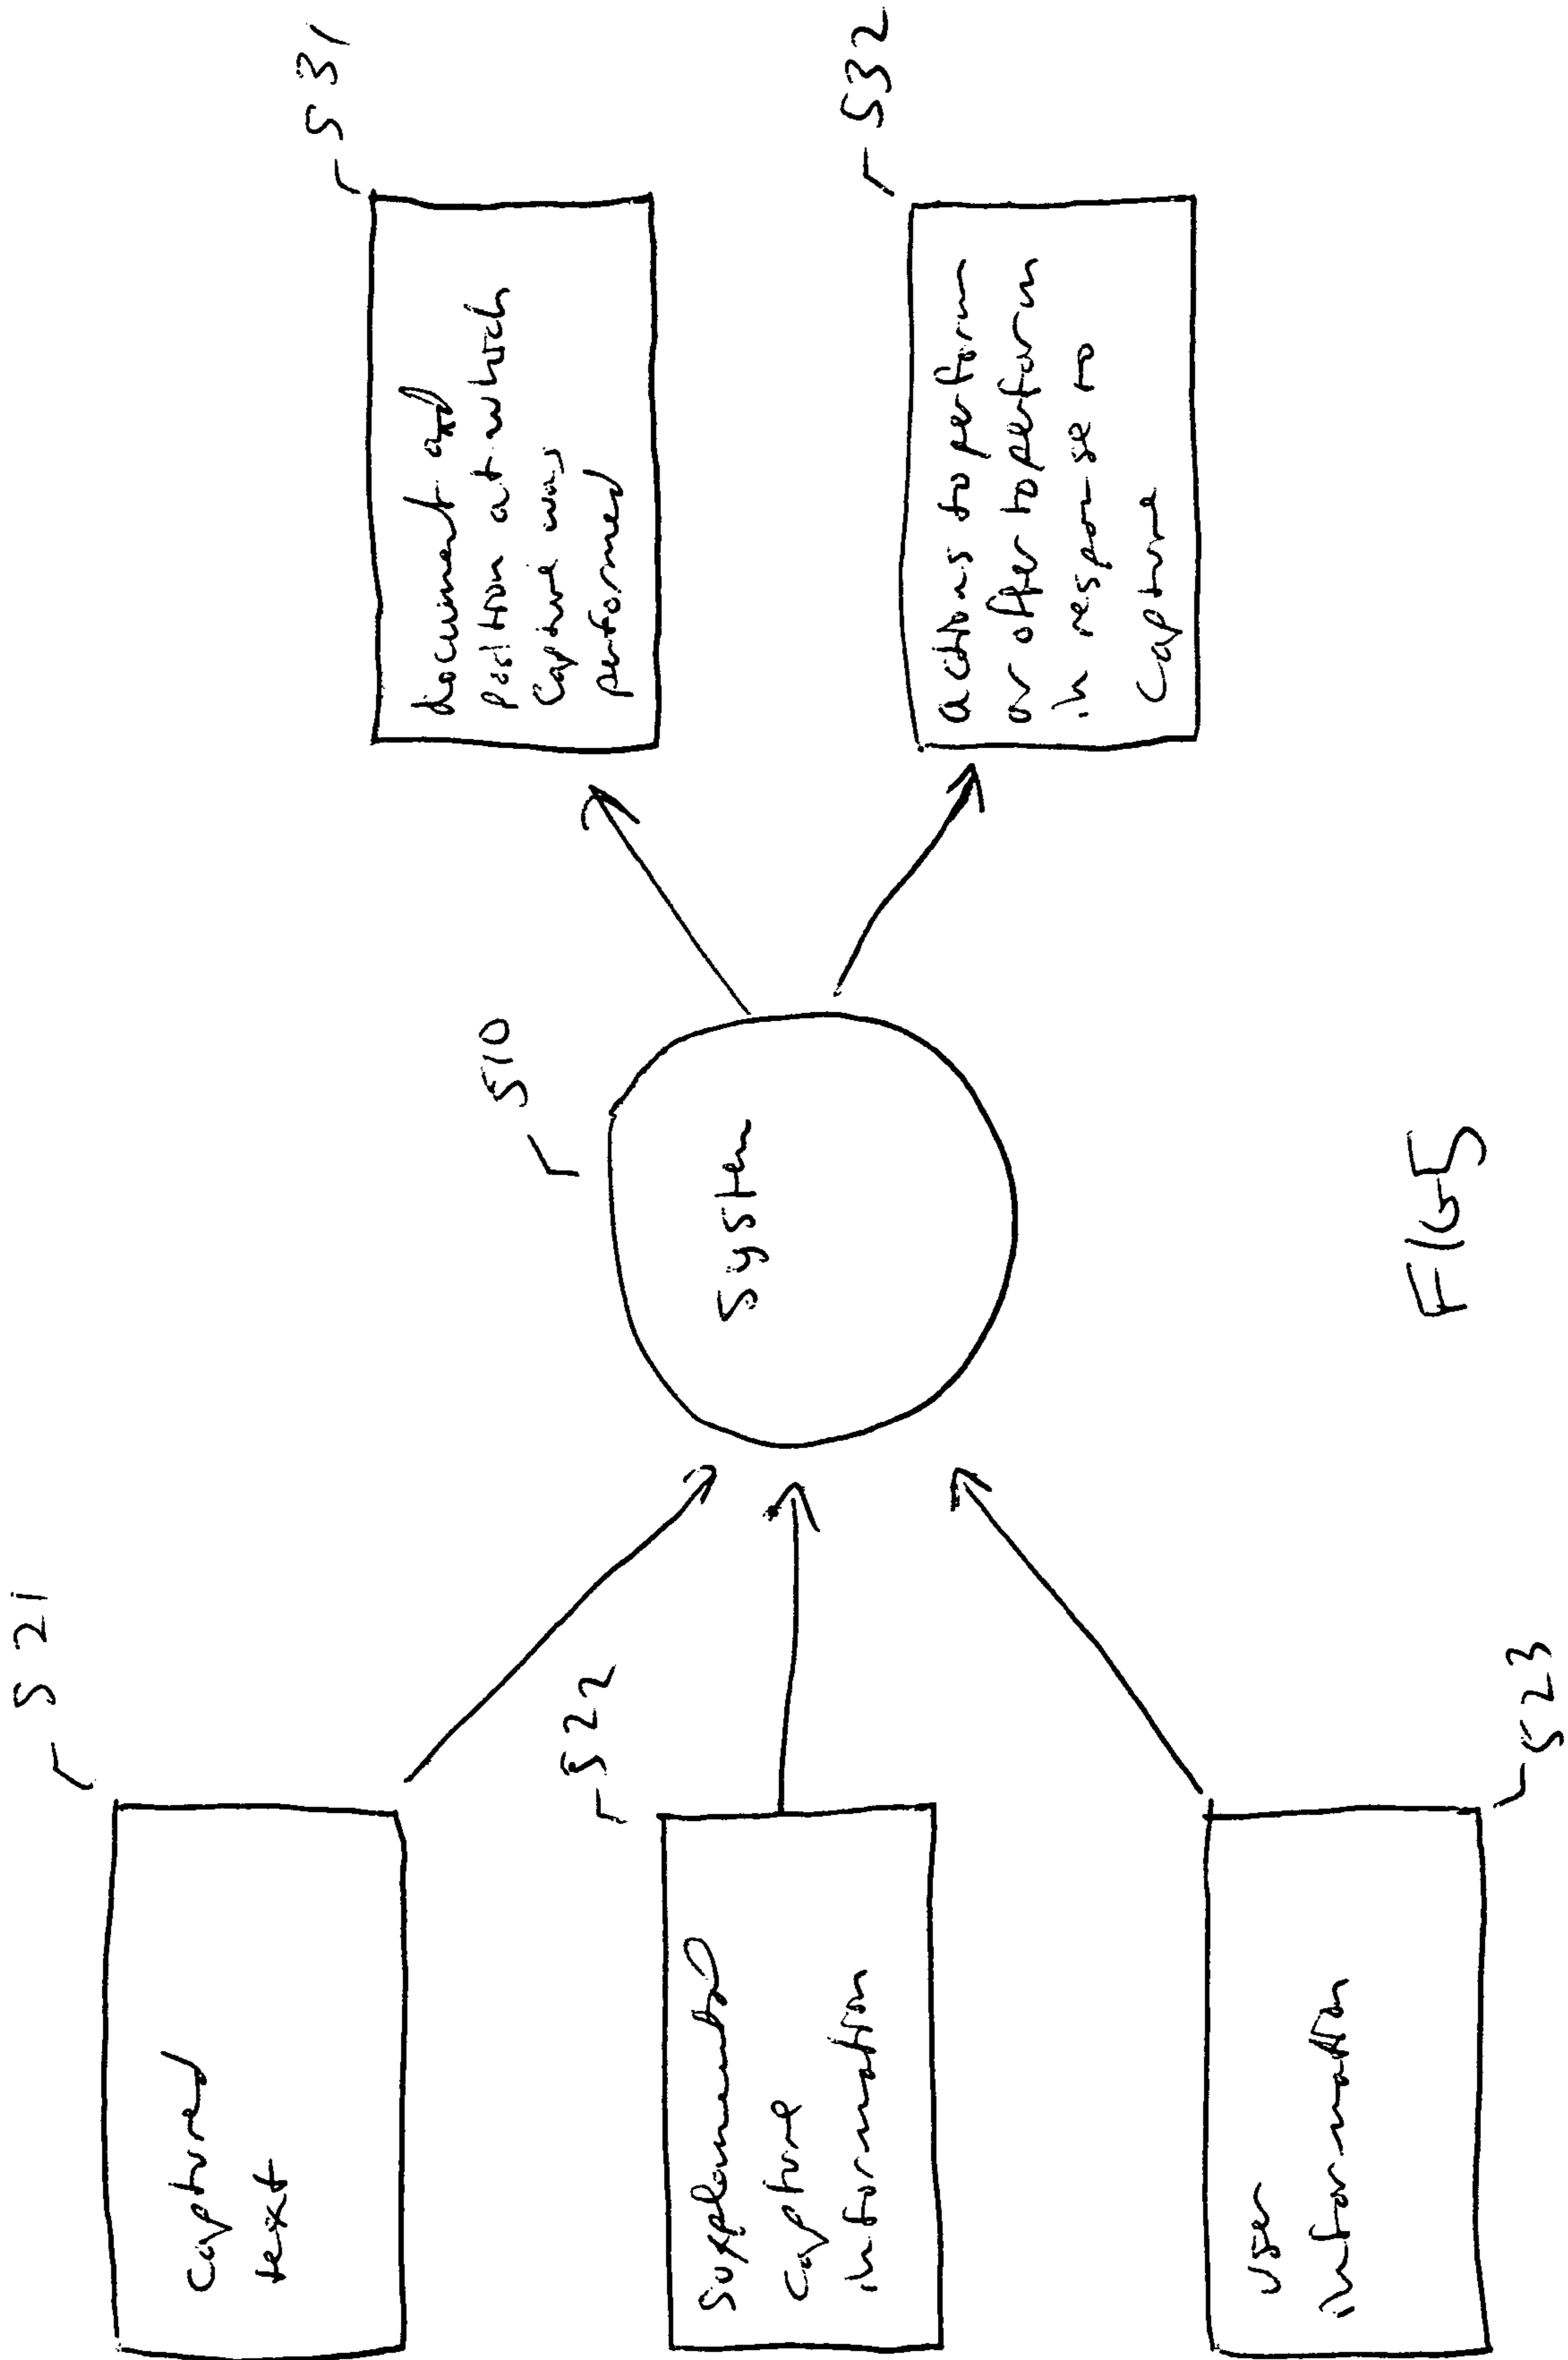 521
captured
text
522
supplemental
capture
information
523
user
information
510
system
531
document and
position at which
capture was
performed
532
actions to perform
or offer to perform
in response to
capture
FIG 5